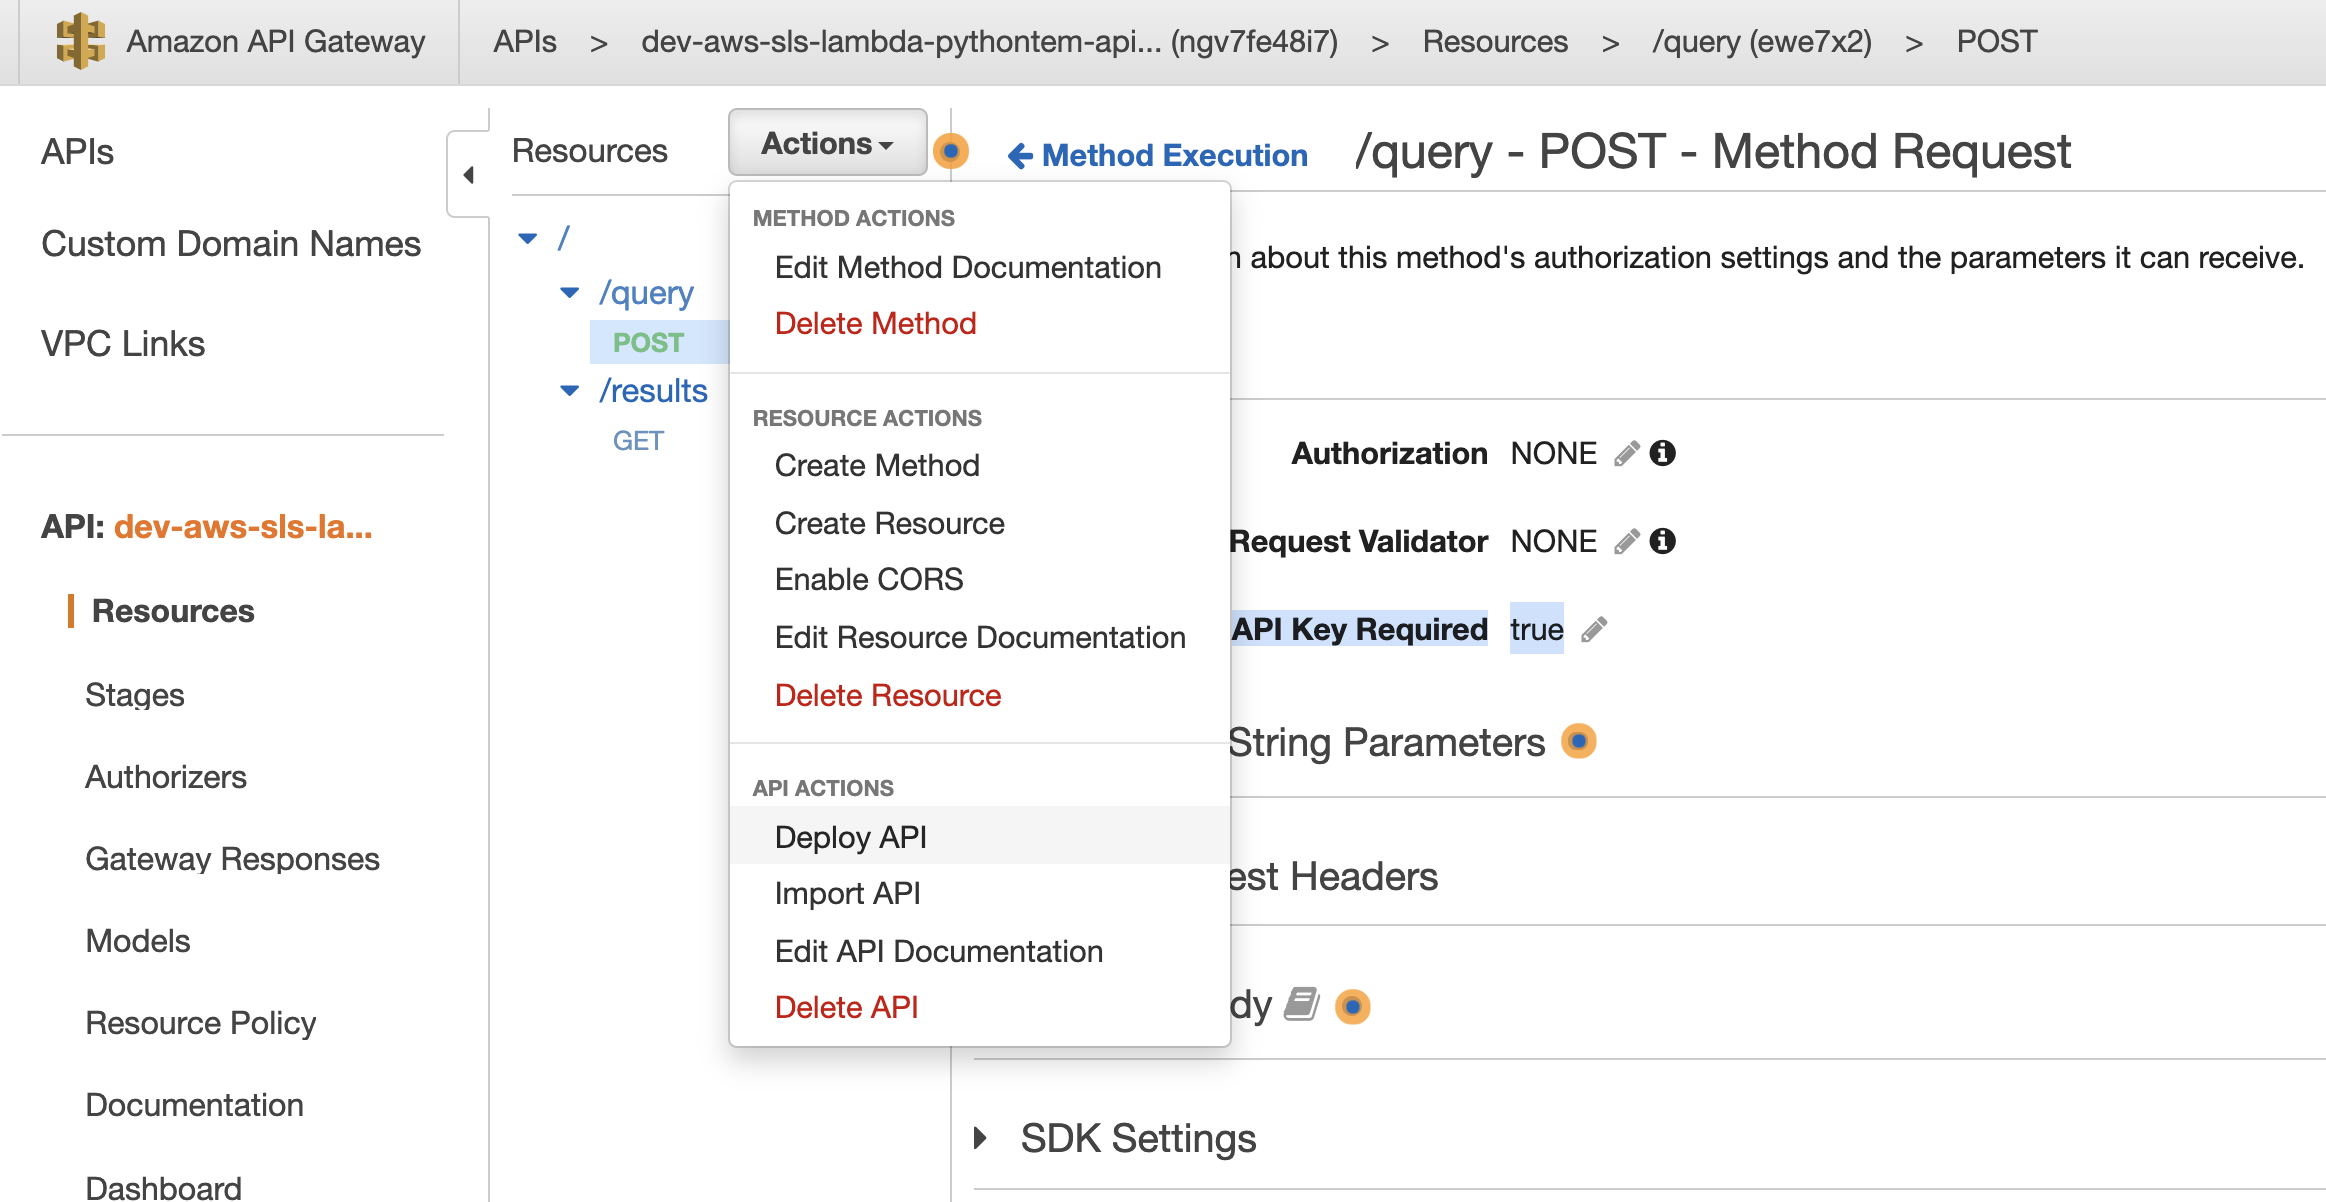 Amazon API Gateway
APIs > dev-aws-sls-lambda-pythontem-api... (ngv7fe48i7) > Resources > /query (ewe7x2) > POST
APIs
Custom Domain Names
VPC Links
API: dev-aws-sls-la...
Resources
Stages
Authorizers
Gateway Responses
Models
Resource Policy
Documentation
Dashboard
Resources
Actions
/
/query
POST
/results
GET
METHOD ACTIONS
Edit Method Documentation
Delete Method
RESOURCE ACTIONS
Create Method
Create Resource
Enable CORS
Edit Resource Documentation
Delete Resource
API ACTIONS
Deploy API
Import API
Edit API Documentation
Delete API
Method Execution /query - POST - Method Request
about this method's authorization settings and the parameters it can receive.
Authorization NONE
Request Validator NONE
API Key Required true
String Parameters
est Headers
dy
SDK Settings